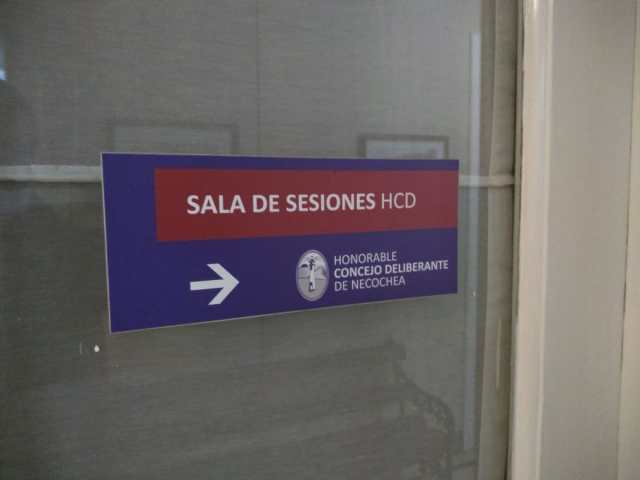 SALA DE SESIONES HCD
HONORABLE
CONCEJO DELIBERANTE
DE NECOCHEA